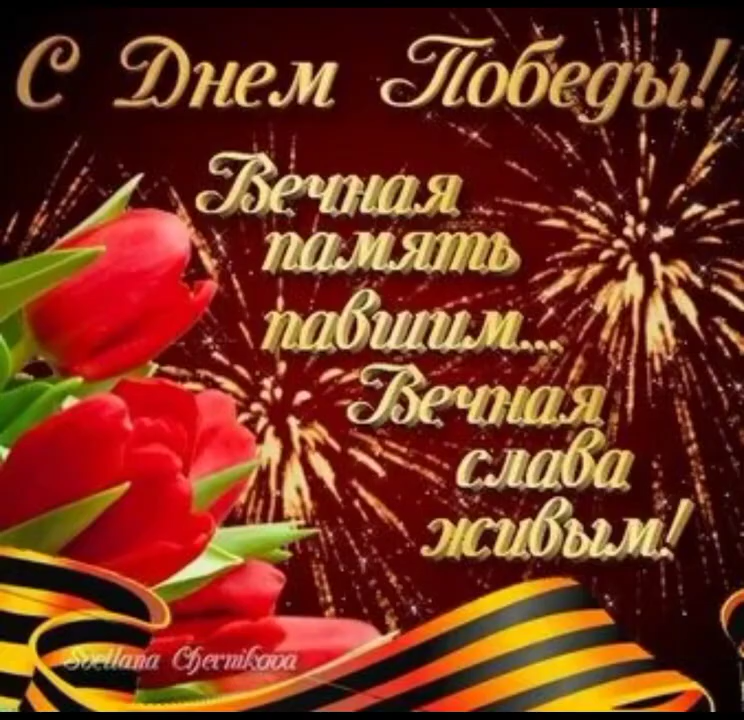 С Днем Победы!
Вечная
память
павшим...
Вечная
слава
живым!
Svetlana Chernikova